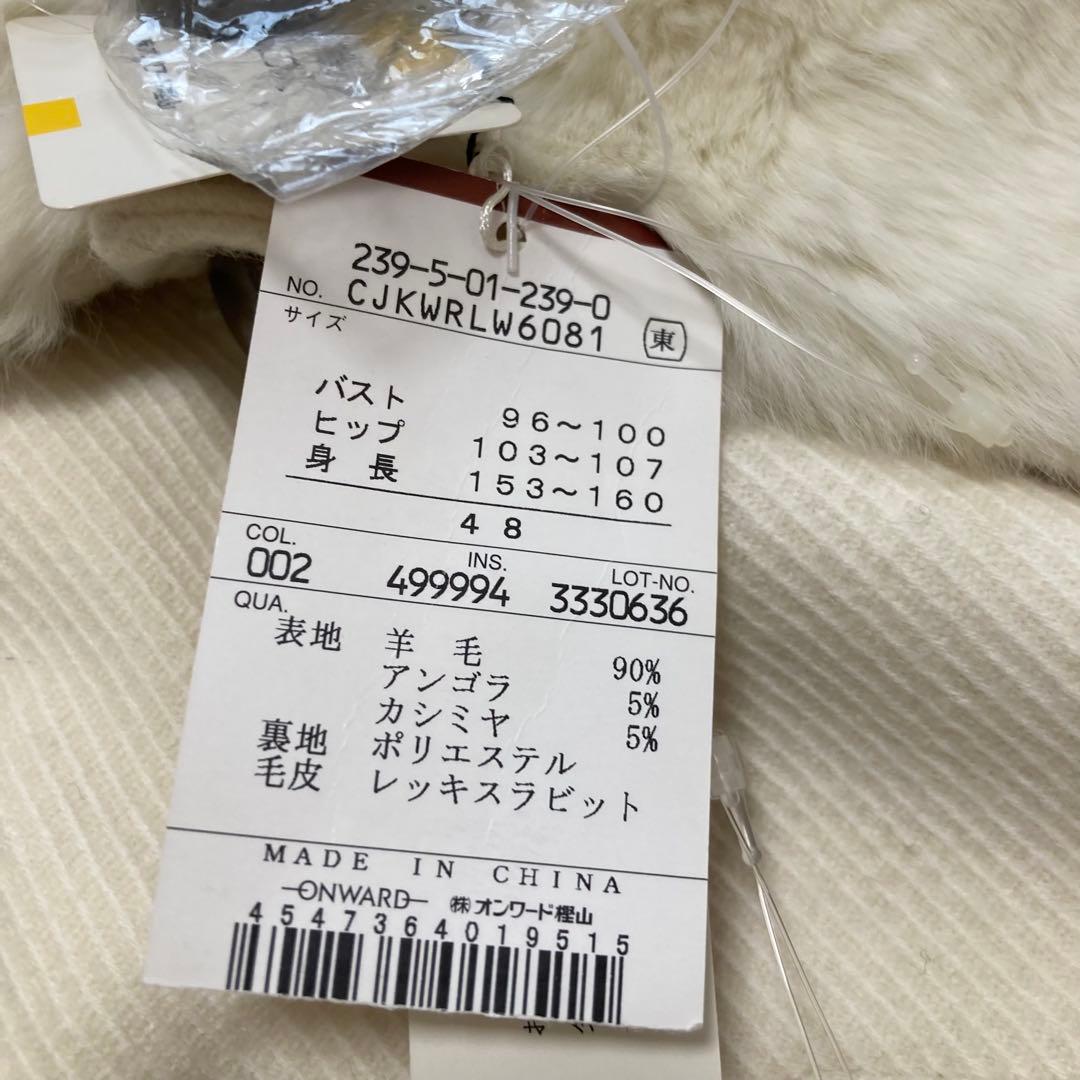 239-5-01-239-0
NO. CJKWRLW6081 東
サイズ
バスト 96〜100
ヒップ 103〜107
身長 153〜160
48
COL. INS. LOT-NO.
002 499994 3330636
QUA.
表地 羊毛 90%
アンゴラ 5%
カシミヤ 5%
裏地 ポリエステル
毛皮 レッキスラビット
MADE IN CHINA
ONWARD ㈱オンワード樫山
4547364019515